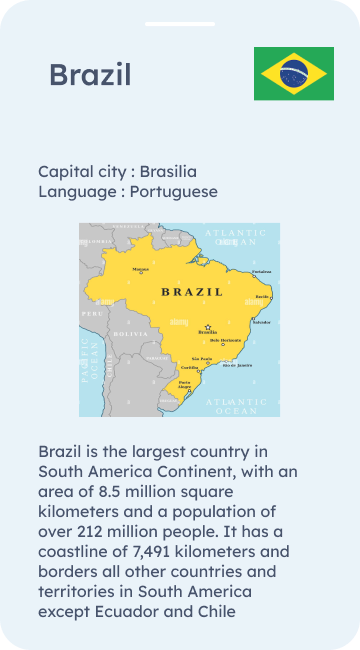 Brazil
Capital city : Brasilia
Language : Portuguese
ATLANTIC
OCEAN
Manaus
Fortaleza
BRAZIL
Recife
PERU
Salvador
Brasília
BOLIVIA
Belo Horizonte
PACIFIC
OCEAN
CHILE
São Paulo
Rio de Janeiro
Curitiba
Porto
Alegre
ATLANTIC
OCEAN
Brazil is the largest country in
South America Continent, with an
area of 8.5 million square
kilometers and a population of
over 212 million people. It has a
coastline of 7,491 kilometers and
borders all other countries and
territories in South America
except Ecuador and Chile